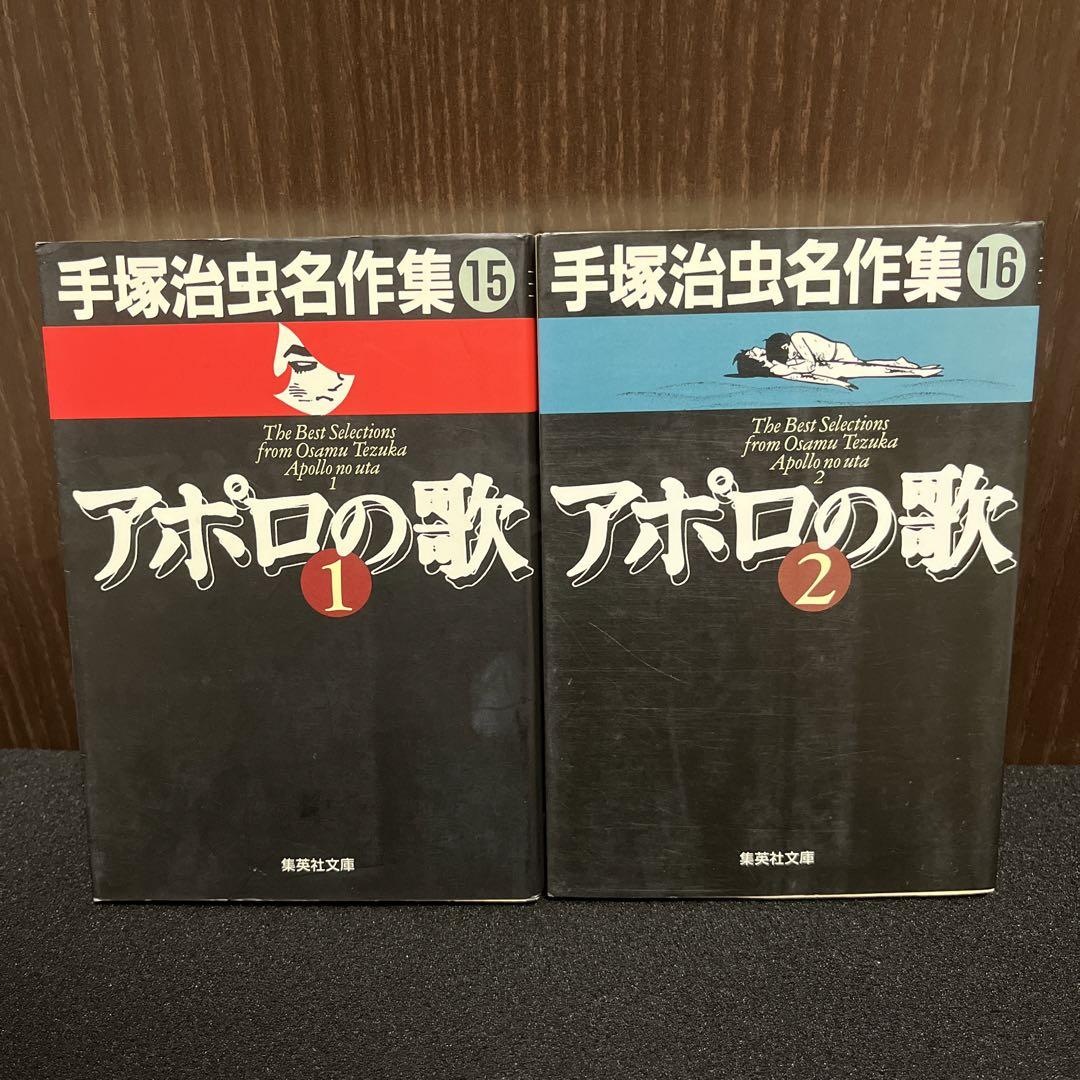 手塚治虫名作集15
The Best Selections
from Osamu Tezuka
Apollo no uta
1
アポロの歌
1
集英社文庫
手塚治虫名作集16
The Best Selections
from Osamu Tezuka
Apollo no uta
2
アポロの歌
2
集英社文庫